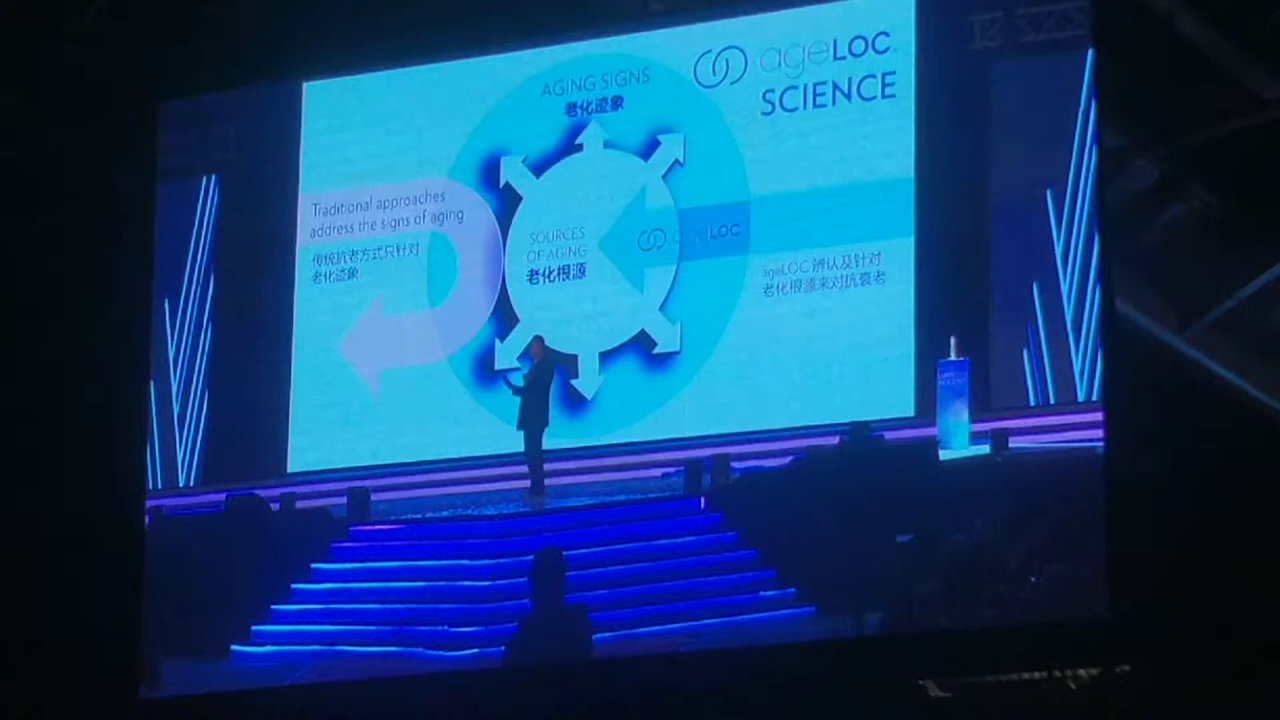 ageLOC
SCIENCE
AGING SIGNS
老化迹象
Traditional approaches
address the signs of aging
传统抗老方式只针对
老化迹象
SOURCES
OF AGING
老化根源
ageLOC
ageLOC 辨认及针对
老化根源来对抗衰老